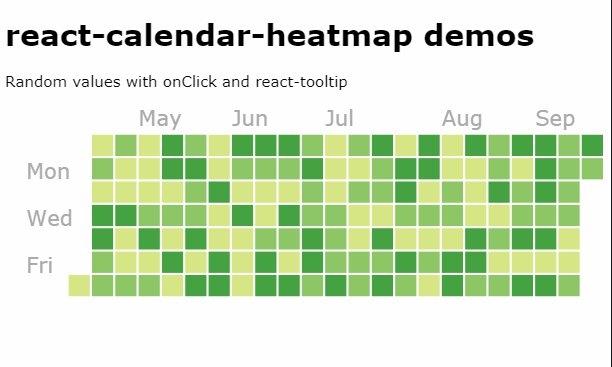 react-calendar-heatmap demos
Random values with onClick and react-tooltip
May Jun Jul Aug Sep
Mon
Wed
Fri